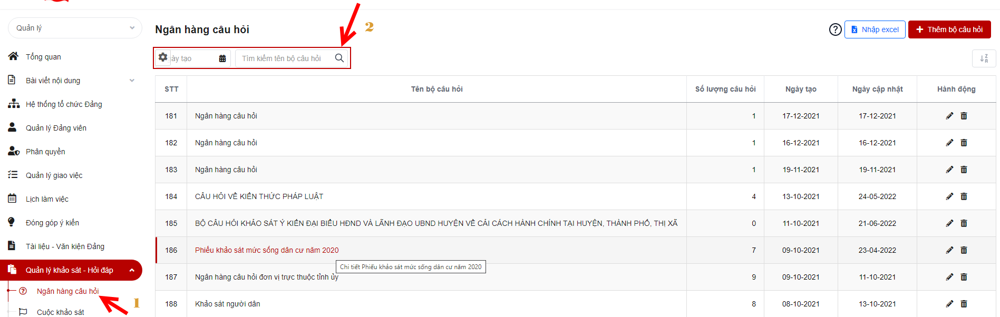 Quản lý
Ngân hàng câu hỏi
2
Nhập excel
Thêm bộ câu hỏi
Tổng quan
ày tạo
Tìm kiếm tên bộ câu hỏi
Bài viết nội dung
STT Tên bộ câu hỏi Số lượng câu hỏi Ngày tạo Ngày cập nhật Hành động
Hệ thống tổ chức Đảng
181 Ngân hàng câu hỏi 1 17-12-2021 17-12-2021
Quản lý Đảng viên
182 Ngân hàng câu hỏi 1 16-12-2021 16-12-2021
Phân quyền
183 Ngân hàng câu hỏi 1 19-11-2021 19-11-2021
Quản lý giao việc
184 CÂU HỎI VỀ KIẾN THỨC PHÁP LUẬT 4 13-10-2021 24-05-2022
Lịch làm việc
185 BỘ CÂU HỎI KHẢO SÁT Ý KIẾN ĐẠI BIỂU HĐND VÀ LÃNH ĐẠO UBND HUYỆN VỀ CẢI CÁCH HÀNH CHÍNH TẠI HUYỆN, THÀNH PHỐ, THỊ XÃ 0 11-10-2021 21-06-2022
Đóng góp ý kiến
186 Phiếu khảo sát mức sống dân cư năm 2020 7 09-10-2021 23-04-2022
Tài liệu - Văn kiện Đảng
Chi tiết Phiếu khảo sát mức sống dân cư năm 2020
Quản lý khảo sát - Hỏi đáp
187 Ngân hàng câu hỏi đơn vị trực thuộc tỉnh ủy 9 09-10-2021 11-10-2021
Ngân hàng câu hỏi
1
188 Khảo sát người dân 8 08-10-2021 13-10-2021
Cuộc khảo sát